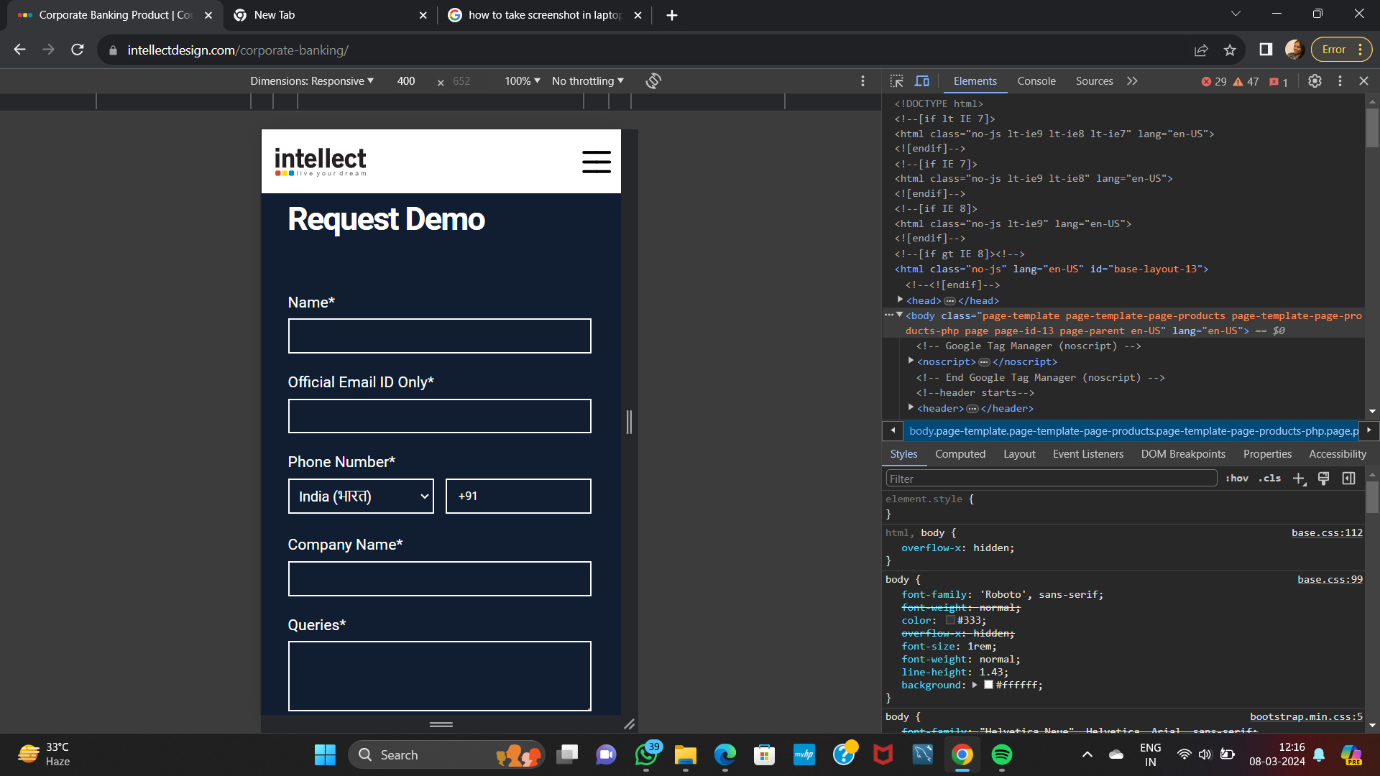 Corporate Banking Product | Co
New Tab
how to take screenshot in laptop
intellectdesign.com/corporate-banking/
Error
Dimensions: Responsive 400 × 652 100% No throttling
Elements Console Sources 29 47 1
intellect
live your dream
Request Demo
Name*
Official Email ID Only*
Phone Number*
India (भारत) +91
Company Name*
Queries*
<!DOCTYPE html>
<!--[if lt IE 7]>
<html class="no-js lt-ie9 lt-ie8 lt-ie7" lang="en-US">
<![endif]-->
<!--[if IE 7]>
<html class="no-js lt-ie9 lt-ie8" lang="en-US">
<![endif]-->
<!--[if IE 8]>
<html class="no-js lt-ie9" lang="en-US">
<![endif]-->
<!--[if gt IE 8]><!-->
<html class="no-js" lang="en-US" id="base-layout-13">
<!--<![endif]-->
<head> … </head>
<body class="page-template page-template-page-products page-template-page-pro
ducts-php page page-id-13 page-parent en-US" lang="en-US"> == $0
<!-- Google Tag Manager (noscript) -->
<noscript> … </noscript>
<!-- End Google Tag Manager (noscript) -->
<!--header starts-->
<header> … </header>
body.page-template.page-template-page-products.page-template-page-products-php.page.p
Styles Computed Layout Event Listeners DOM Breakpoints Properties Accessibility
Filter :hov .cls
element.style {
}
html, body { base.css:112
overflow-x: hidden;
}
body { base.css:99
font-family: 'Roboto', sans-serif;
font-weight: normal;
color: #333;
overflow-x: hidden;
font-size: 1rem;
font-weight: normal;
line-height: 1.43;
background: #ffffff;
}
body { bootstrap.min.css:5
font-family: "Helvetica Neue", Helvetica, Arial, sans-serif;
33°C
Haze
Search
39
myhp
ENG
IN
12:16
08-03-2024
PRE